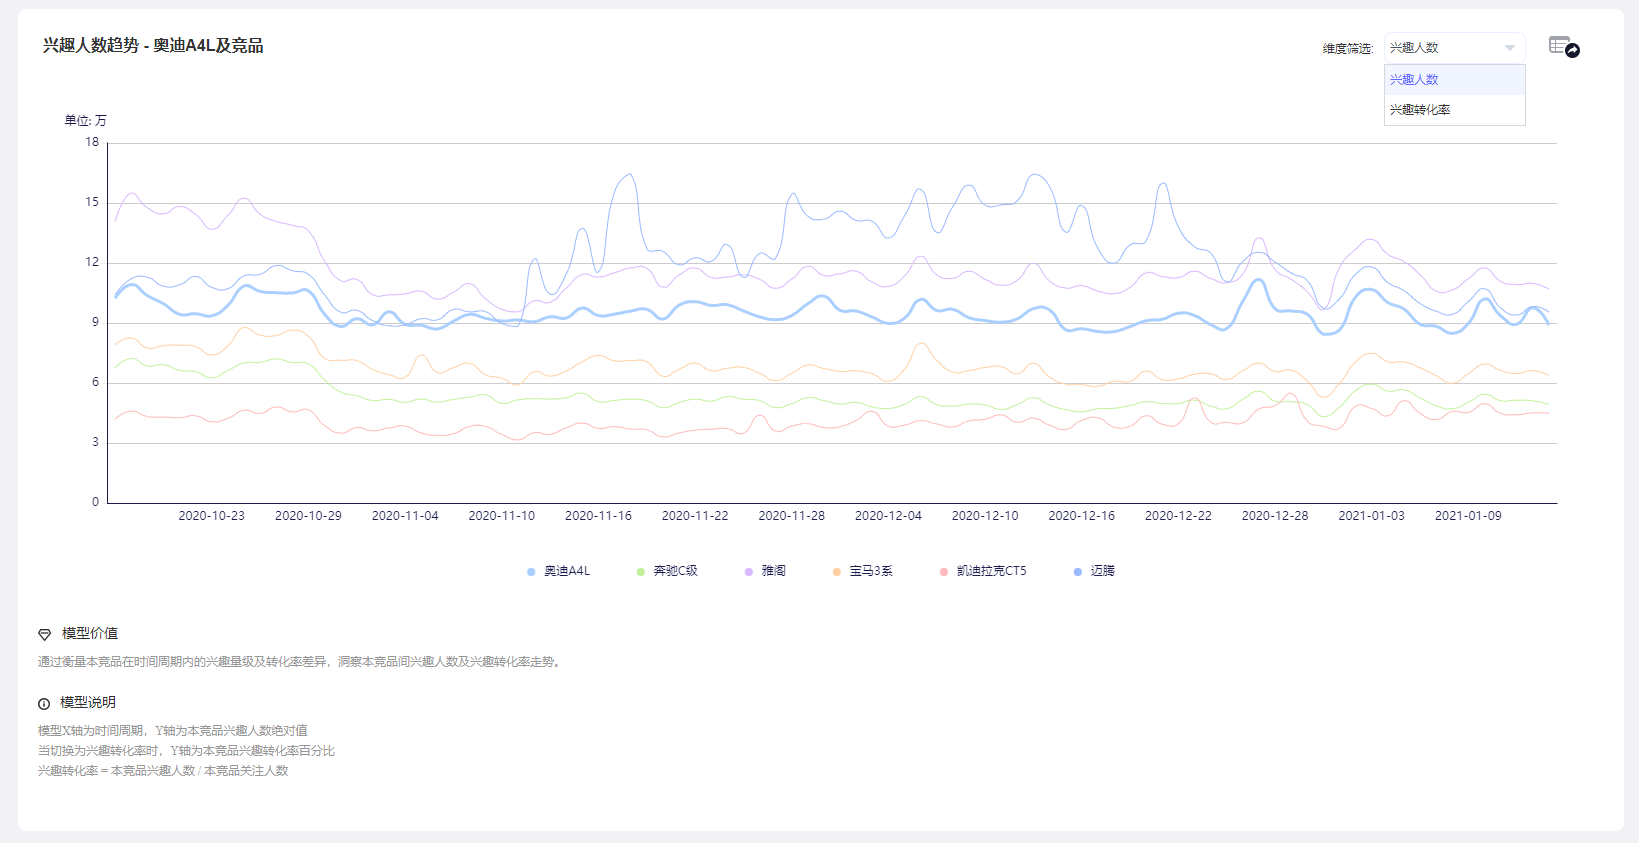 兴趣人数趋势 - 奥迪A4L及竞品
维度筛选: 兴趣人数
兴趣人数
兴趣转化率
单位: 万
18
15
12
9
6
3
0
2020-10-23 2020-10-29 2020-11-04 2020-11-10 2020-11-16 2020-11-22 2020-11-28 2020-12-04 2020-12-10 2020-12-16 2020-12-22 2020-12-28 2021-01-03 2021-01-09
奥迪A4L 奔驰C级 雅阁 宝马3系 凯迪拉克CT5 迈腾
模型价值
通过衡量本竞品在时间周期内的兴趣量级及转化率差异，洞察本竞品间兴趣人数及兴趣转化率走势。
模型说明
模型X轴为时间周期，Y轴为本竞品兴趣人数绝对值
当切换为兴趣转化率时，Y轴为本竞品兴趣转化率百分比
兴趣转化率 = 本竞品兴趣人数 / 本竞品关注人数